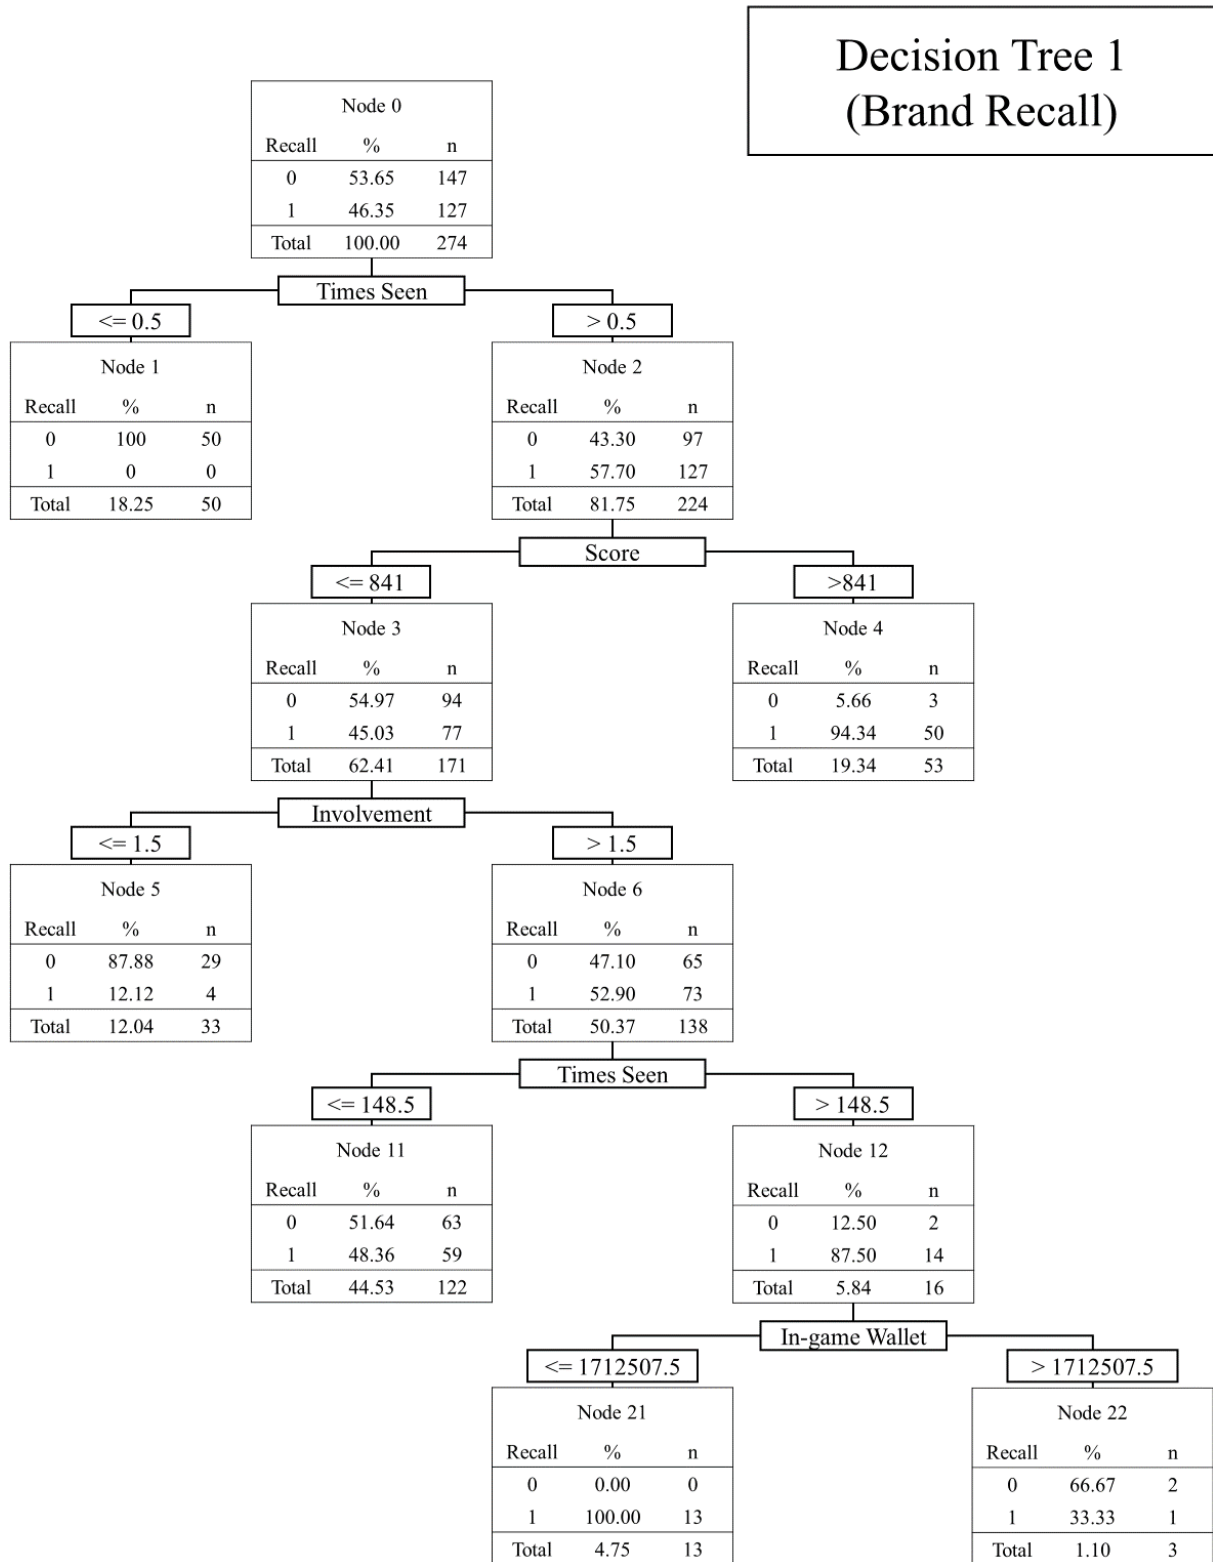 Decision Tree 1
(Brand Recall)
Node 0
Recall % n
0 53.65 147
1 46.35 127
Total 100.00 274
Times Seen
<= 0.5
> 0.5
Node 1
Recall % n
0 100 50
1 0 0
Total 18.25 50
Node 2
Recall % n
0 43.30 97
1 57.70 127
Total 81.75 224
Score
<= 841
>841
Node 3
Recall % n
0 54.97 94
1 45.03 77
Total 62.41 171
Node 4
Recall % n
0 5.66 3
1 94.34 50
Total 19.34 53
Involvement
<= 1.5
> 1.5
Node 5
Recall % n
0 87.88 29
1 12.12 4
Total 12.04 33
Node 6
Recall % n
0 47.10 65
1 52.90 73
Total 50.37 138
Times Seen
<= 148.5
> 148.5
Node 11
Recall % n
0 51.64 63
1 48.36 59
Total 44.53 122
Node 12
Recall % n
0 12.50 2
1 87.50 14
Total 5.84 16
In-game Wallet
<= 1712507.5
> 1712507.5
Node 21
Recall % n
0 0.00 0
1 100.00 13
Total 4.75 13
Node 22
Recall % n
0 66.67 2
1 33.33 1
Total 1.10 3